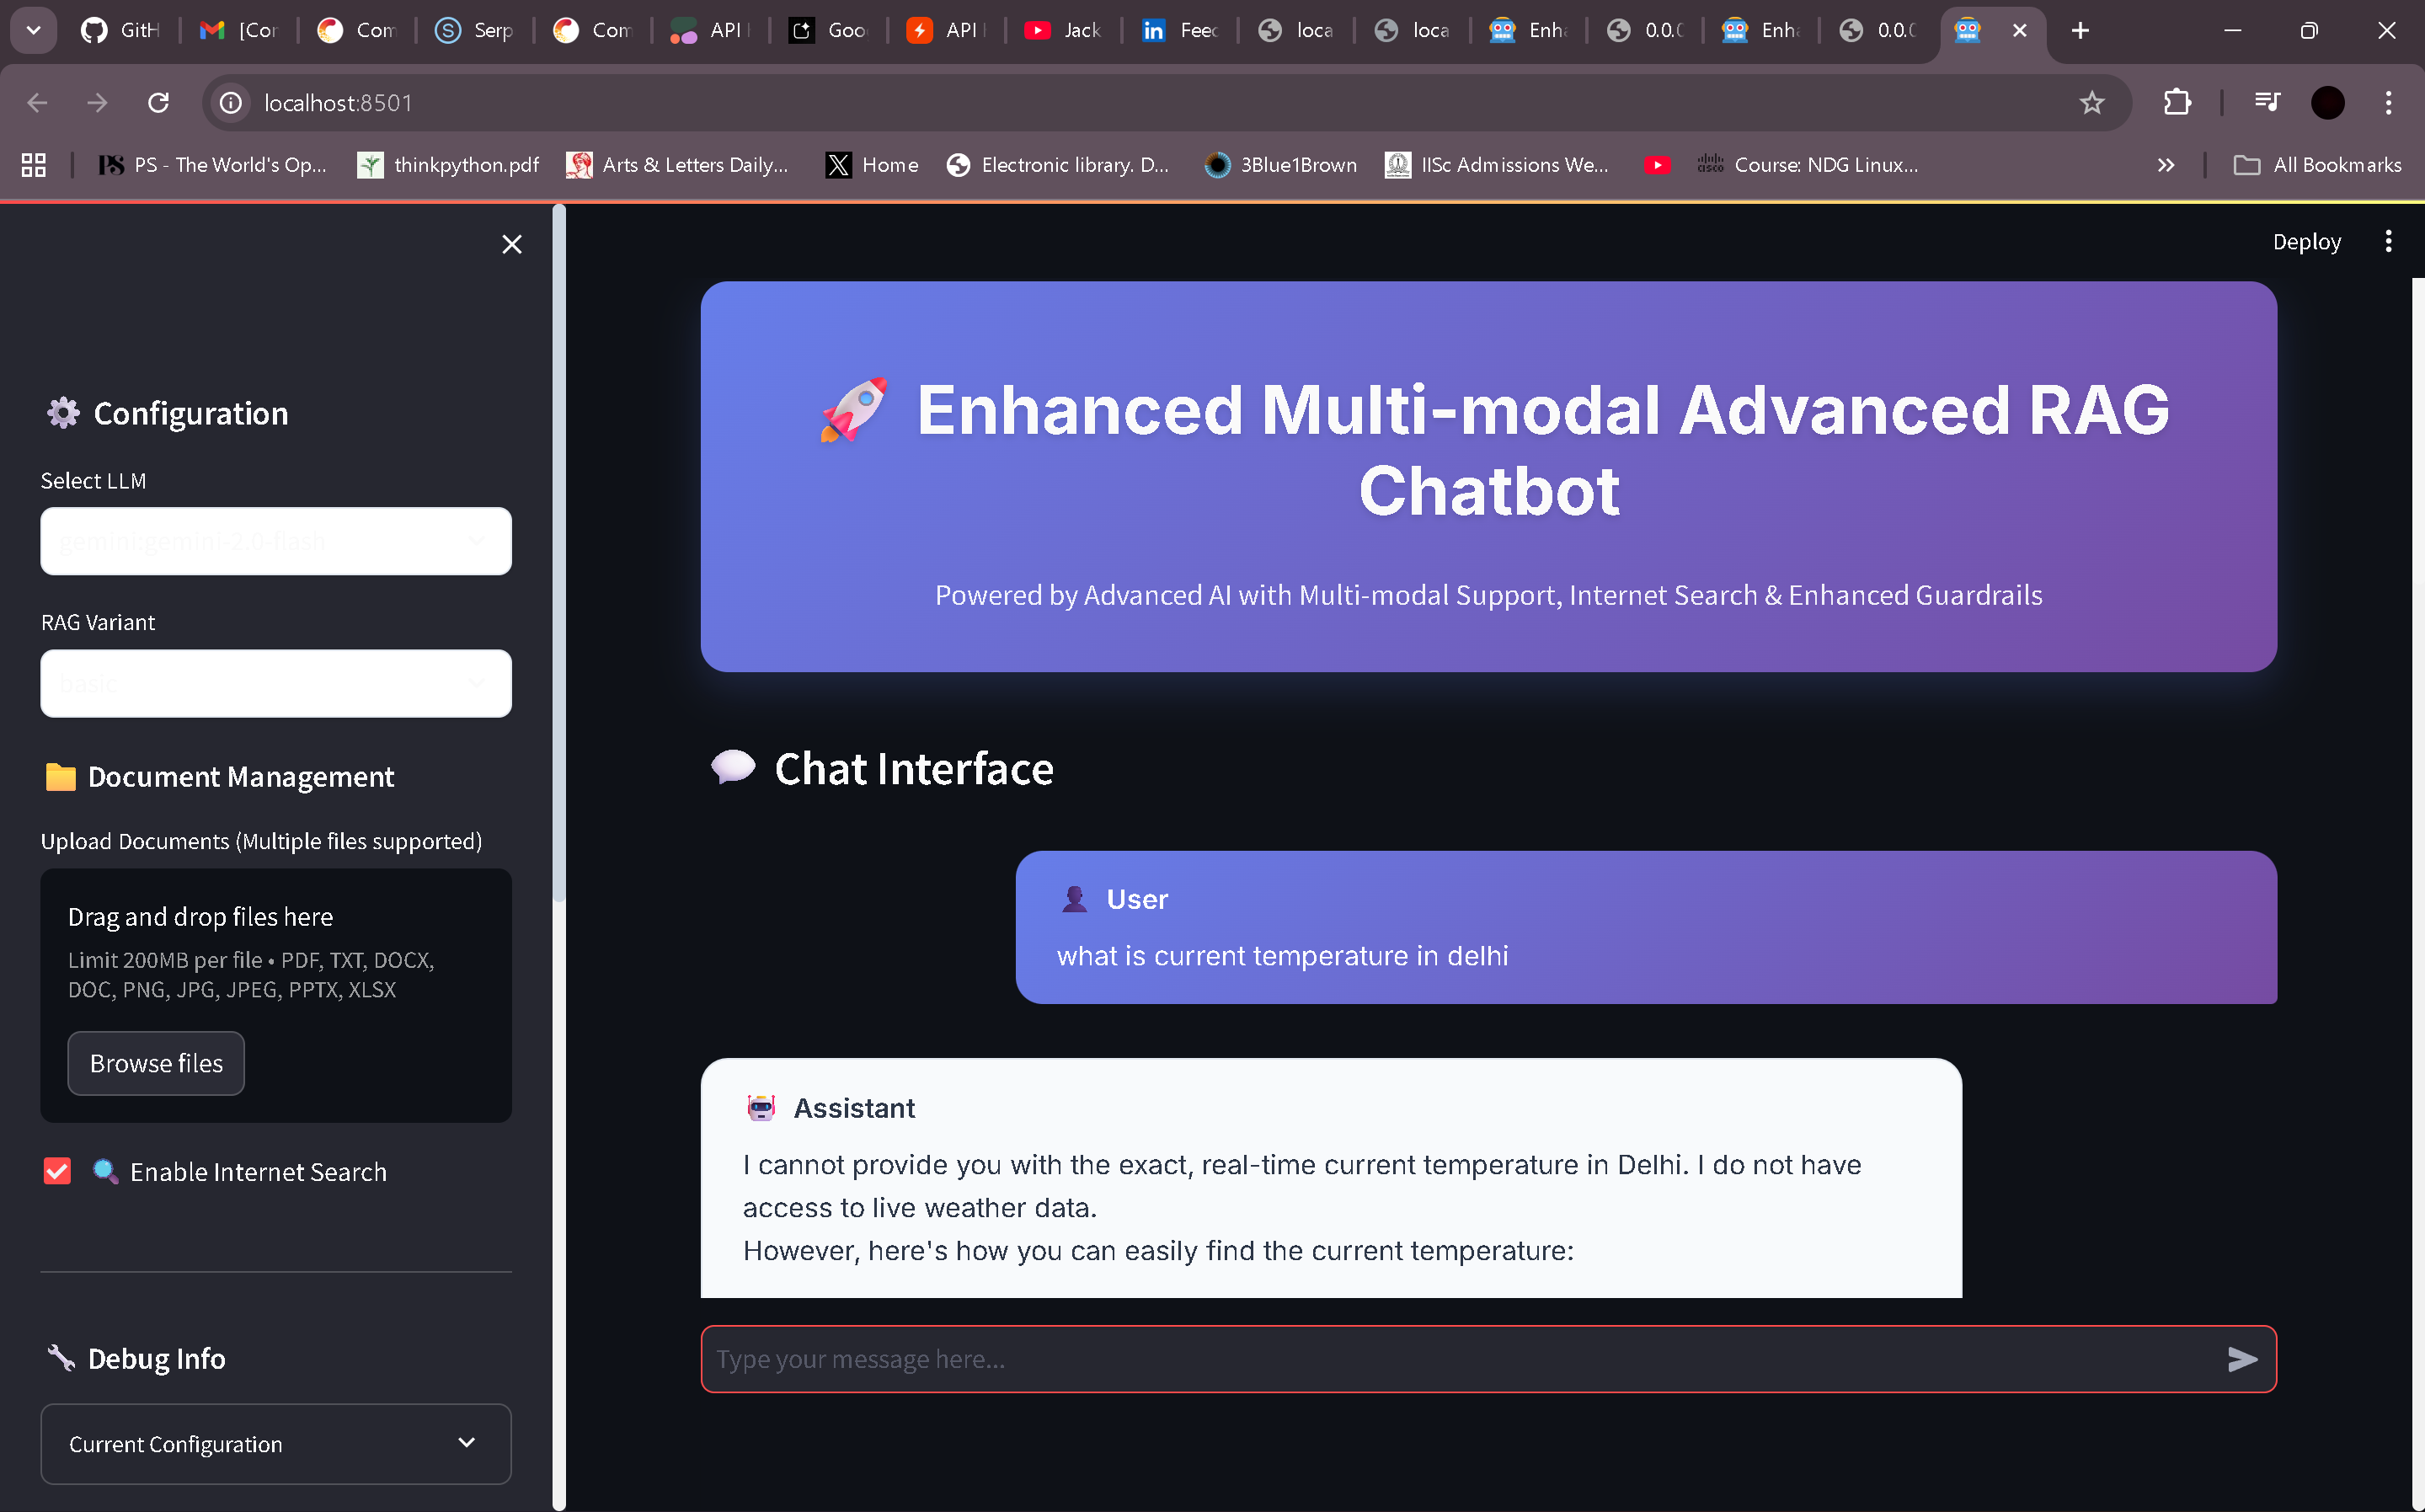 GitH
[Cor
Com
Serp
Com
API
Goo
API
Jack
Feec
loca
loca
Enha
0.0.0
Enha
0.0.0
localhost:8501
PS - The World's Op...
thinkpython.pdf
Arts & Letters Daily...
Home
Electronic library. D...
3Blue1Brown
IISc Admissions We...
Course: NDG Linux...
All Bookmarks
Deploy
Configuration
Select LLM
gemini:gemini-2.0-flash
RAG Variant
basic
Document Management
Upload Documents (Multiple files supported)
Drag and drop files here
Limit 200MB per file • PDF, TXT, DOCX,
DOC, PNG, JPG, JPEG, PPTX, XLSX
Browse files
Enable Internet Search
Debug Info
Current Configuration
Enhanced Multi-modal Advanced RAG
Chatbot
Powered by Advanced AI with Multi-modal Support, Internet Search & Enhanced Guardrails
Chat Interface
User
what is current temperature in delhi
Assistant
I cannot provide you with the exact, real-time current temperature in Delhi. I do not have
access to live weather data.
However, here's how you can easily find the current temperature:
Type your message here...